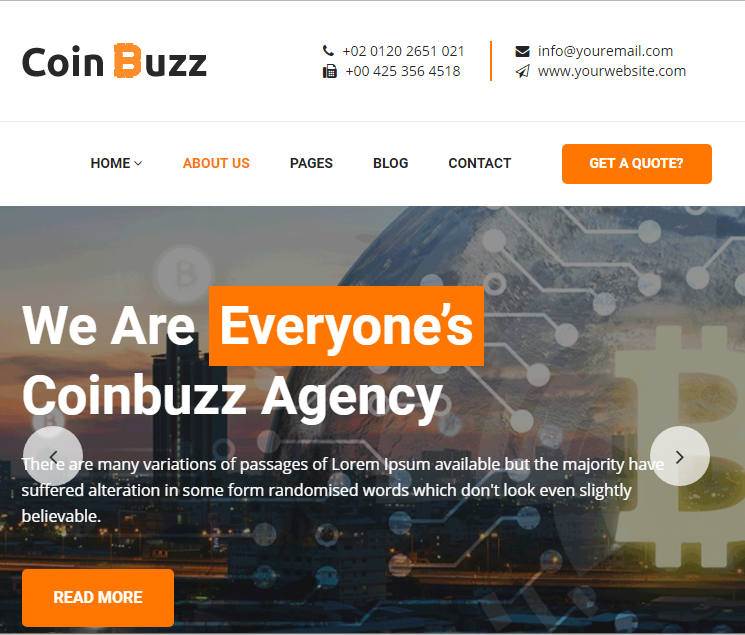 Coin Buzz
+02 0120 2651 021
+00 425 356 4518
info@youremail.com
www.yourwebsite.com
HOME
ABOUT US
PAGES
BLOG
CONTACT
GET A QUOTE?
We Are Everyone’s
Coinbuzz Agency
There are many variations of passages of Lorem Ipsum available but the majority have
suffered alteration in some form randomised words which don't look even slightly
believable.
READ MORE